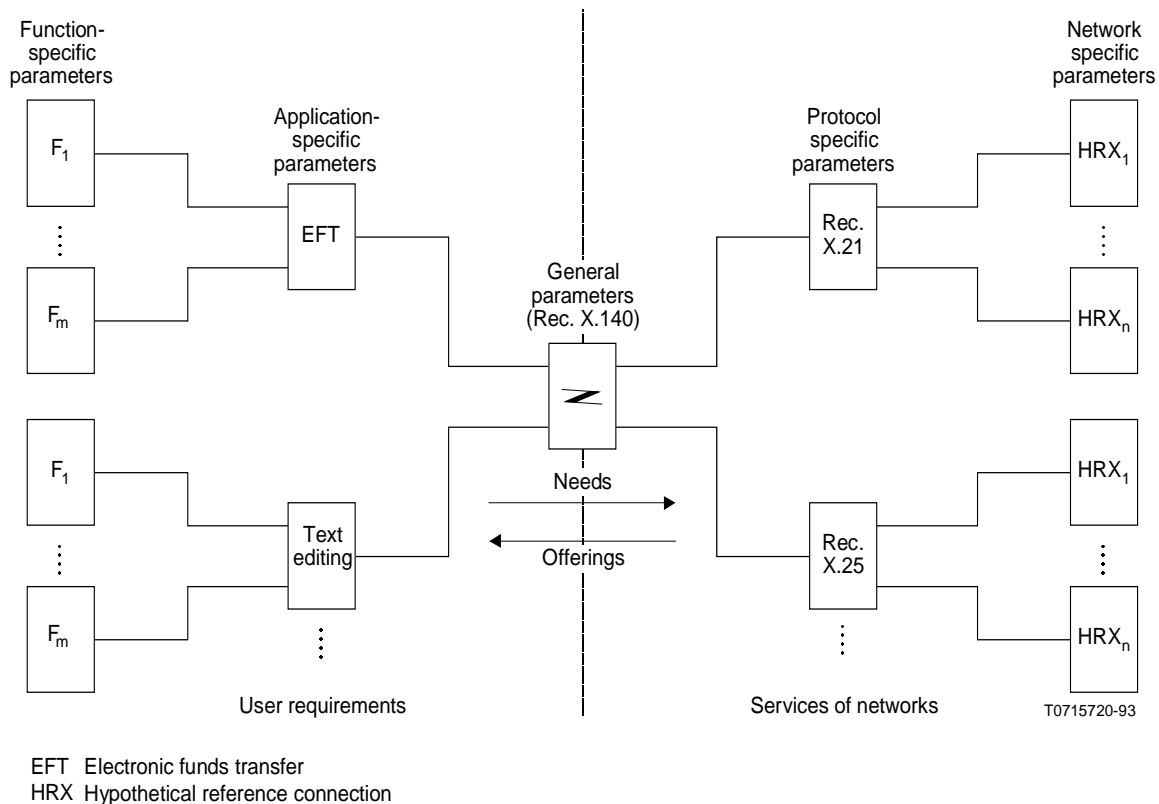 Function-
specific
parameters
F1
Fm
F1
Fm
Application-
specific
parameters
EFT
Text
editing
User requirements
General
parameters
(Rec. X.140)
Needs
Offerings
Protocol
specific
parameters
Rec.
X.21
Rec.
X.25
Services of networks
Network
specific
parameters
HRX1
HRXn
HRX1
HRXn
T0715720-93
EFT Electronic funds transfer
HRX Hypothetical reference connection